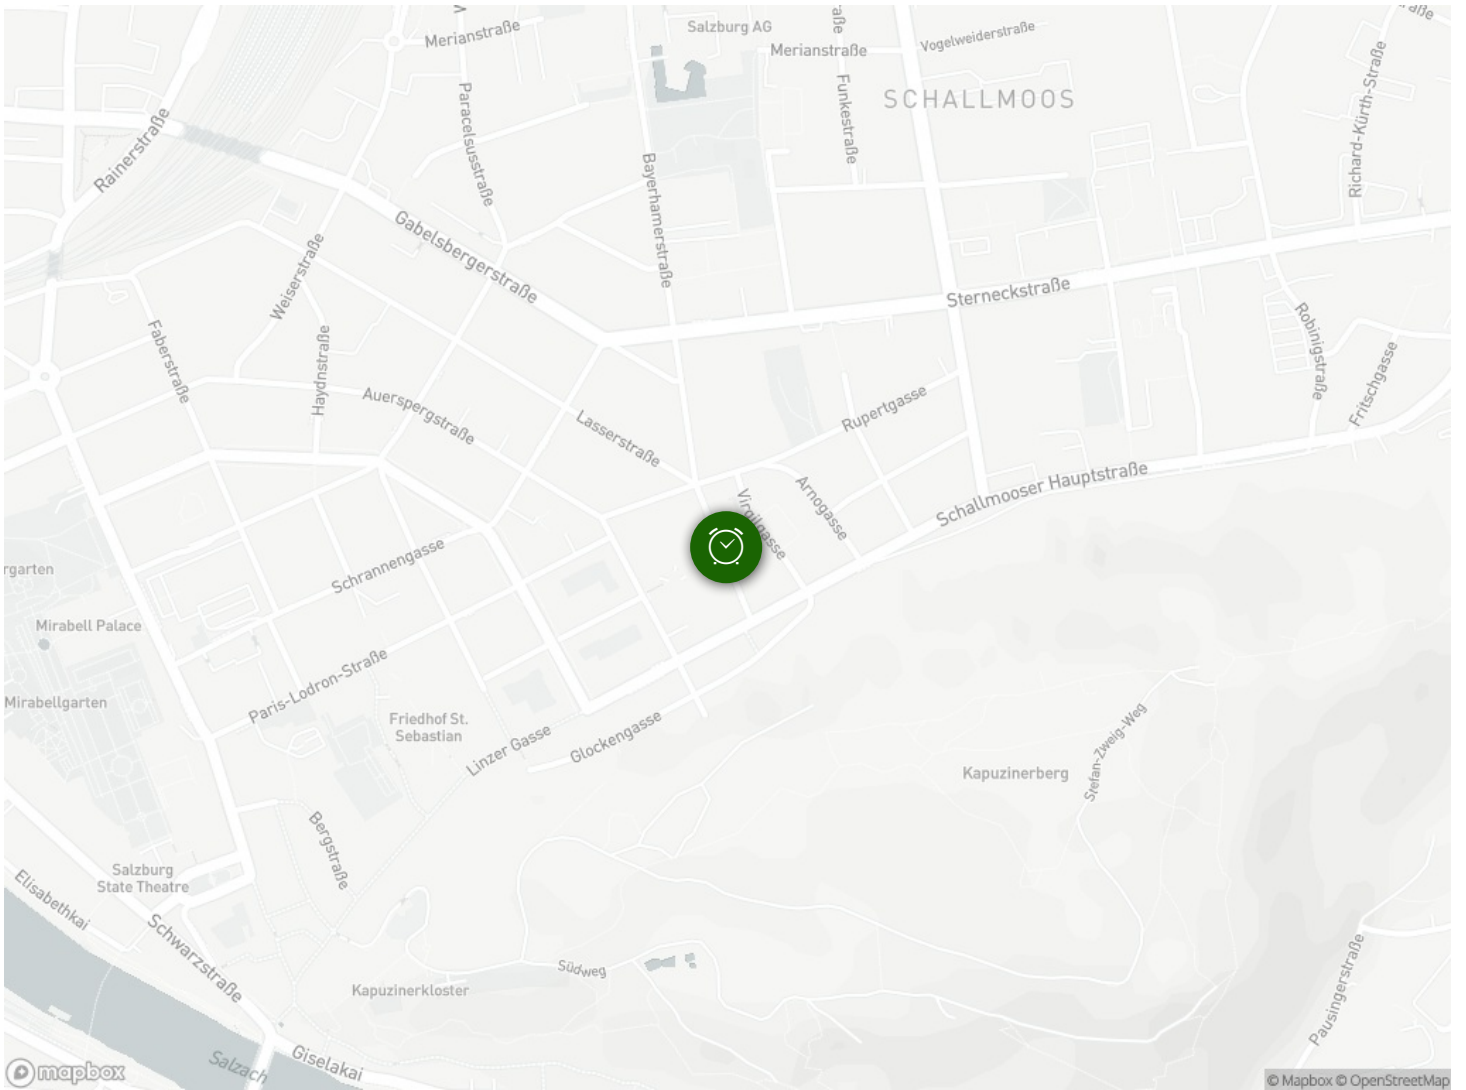 Salzburg AG
Merianstraße
Merianstraße
Vogelweiderstraße
raße
SCHALLMOOS
Rainerstraße
Paracelsusstraße
Funkestraße
Richard-Kürth-Straße
Bayerhamerstraße
Gabelsbergerstraße
Weiserstraße
Sterneckstraße
Faberstraße
Haydnstraße
Robinigstraße
Fritschgasse
Auerspergstraße
Lasserstraße
Rupertgasse
Virgilgasse
Arnogasse
Schallmooser Hauptstraße
rgarten
Schrannengasse
Mirabell Palace
Paris-Lodron-Straße
Mirabellgarten
Friedhof St.
Sebastian
Linzer Gasse
Glockengasse
Stefan-Zweig-Weg
Kapuzinerberg
Bergstraße
Salzburg
State Theatre
Elisabethkai
Schwarzstraße
Südweg
Kapuzinerkloster
Pausingerstraße
Salzach
Giselakai
mapbox
© Mapbox © OpenStreetMap